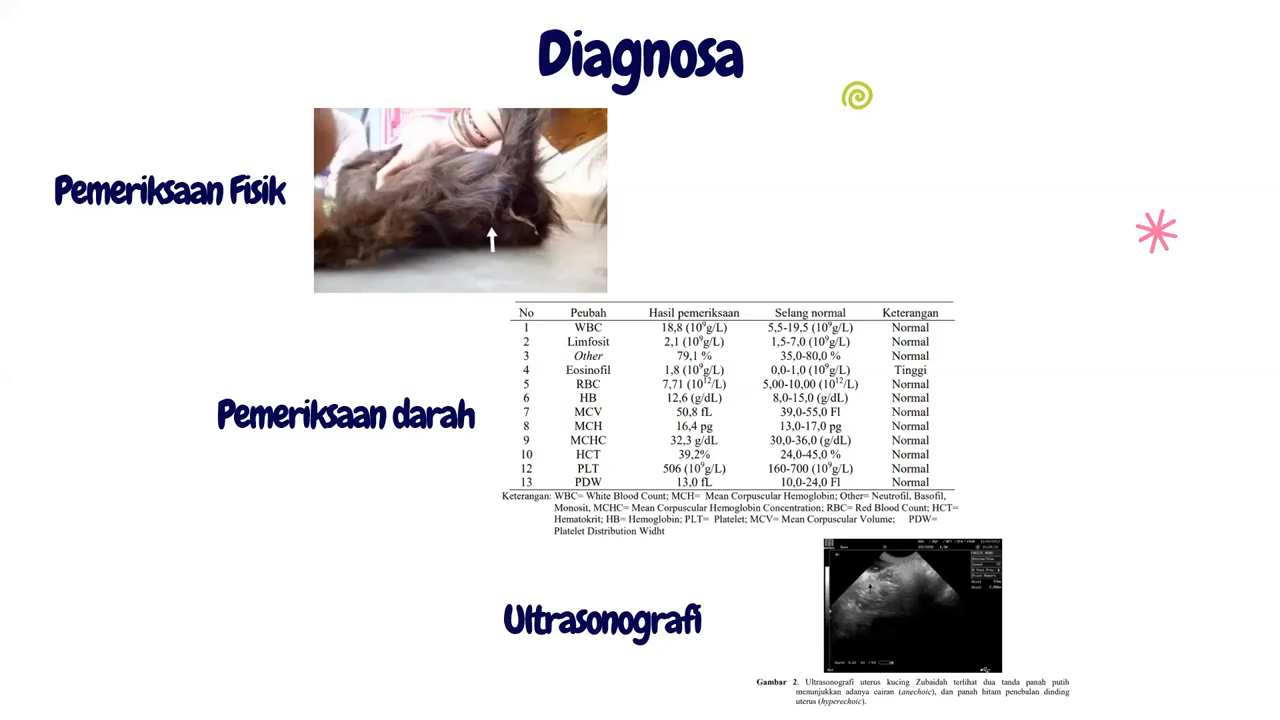 Diagnosa
Pemeriksaan Fisik
No Peubah Hasil pemeriksaan Selang normal Keterangan
1 WBC 18,8 (10⁹g/L) 5,5-19,5 (10⁹g/L) Normal
2 Limfosit 2,1 (10⁹g/L) 1,5-7,0 (10⁹g/L) Normal
3 Other 79,1 % 35,0-80,0 % Normal
4 Eosinofil 1,8 (10⁹g/L) 0,0-1,0 (10⁹g/L) Tinggi
5 RBC 7,71 (10¹²/L) 5,00-10,00 (10¹²/L) Normal
6 HB 12,6 (g/dL) 8,0-15,0 (g/dL) Normal
7 MCV 50,8 fL 39,0-55,0 Fl Normal
8 MCH 16,4 pg 13,0-17,0 pg Normal
9 MCHC 32,3 g/dL 30,0-36,0 (g/dL) Normal
10 HCT 39,2% 24,0-45,0 % Normal
12 PLT 506 (10⁹g/L) 160-700 (10⁹g/L) Normal
13 PDW 13,0 fL 10,0-24,0 Fl Normal
Pemeriksaan darah
Keterangan: WBC= White Blood Count; MCH= Mean Corpuscular Hemoglobin; Other= Neutrofil, Basofil,
Monosit, MCHC= Mean Corpuscular Hemoglobin Concentration; RBC= Red Blood Count; HCT=
Hematokrit; HB= Hemoglobin; PLT= Platelet; MCV= Mean Corpuscular Volume; PDW=
Platelet Distribution Widht
Ultrasonografi
Gambar 2. Ultrasonografi uterus kucing Zubaidah terlihat dua tanda panah putih
menunjukkan adanya cairan (anechoic), dan panah hitam penebalan dinding
uterus (hyperechoic).